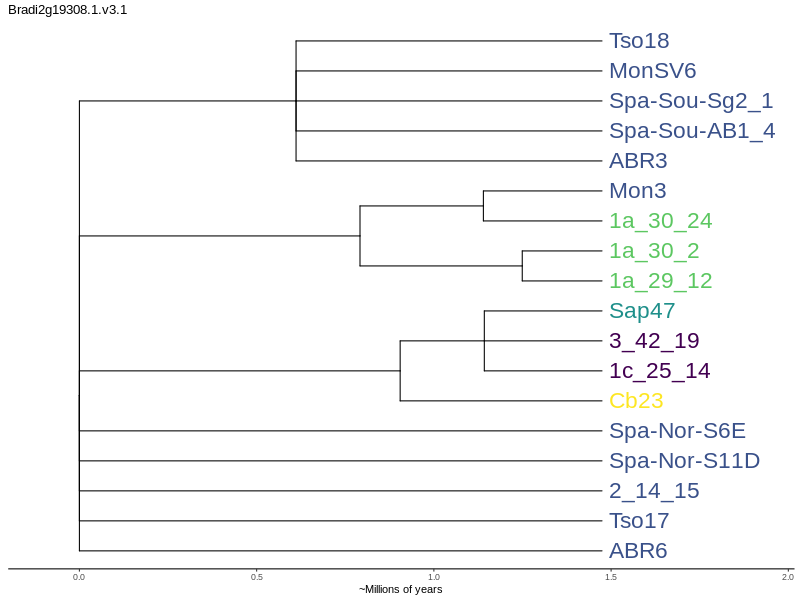 Bradi2g19308.1.v3.1
Tso18
MonSV6
Spa-Sou-Sg2_1
Spa-Sou-AB1_4
ABR3
Mon3
1a_30_24
1a_30_2
1a_29_12
Sap47
3_42_19
1c_25_14
Cb23
Spa-Nor-S6E
Spa-Nor-S11D
2_14_15
Tso17
ABR6
0.0 0.5 1.0 1.5 2.0
~Millions of years